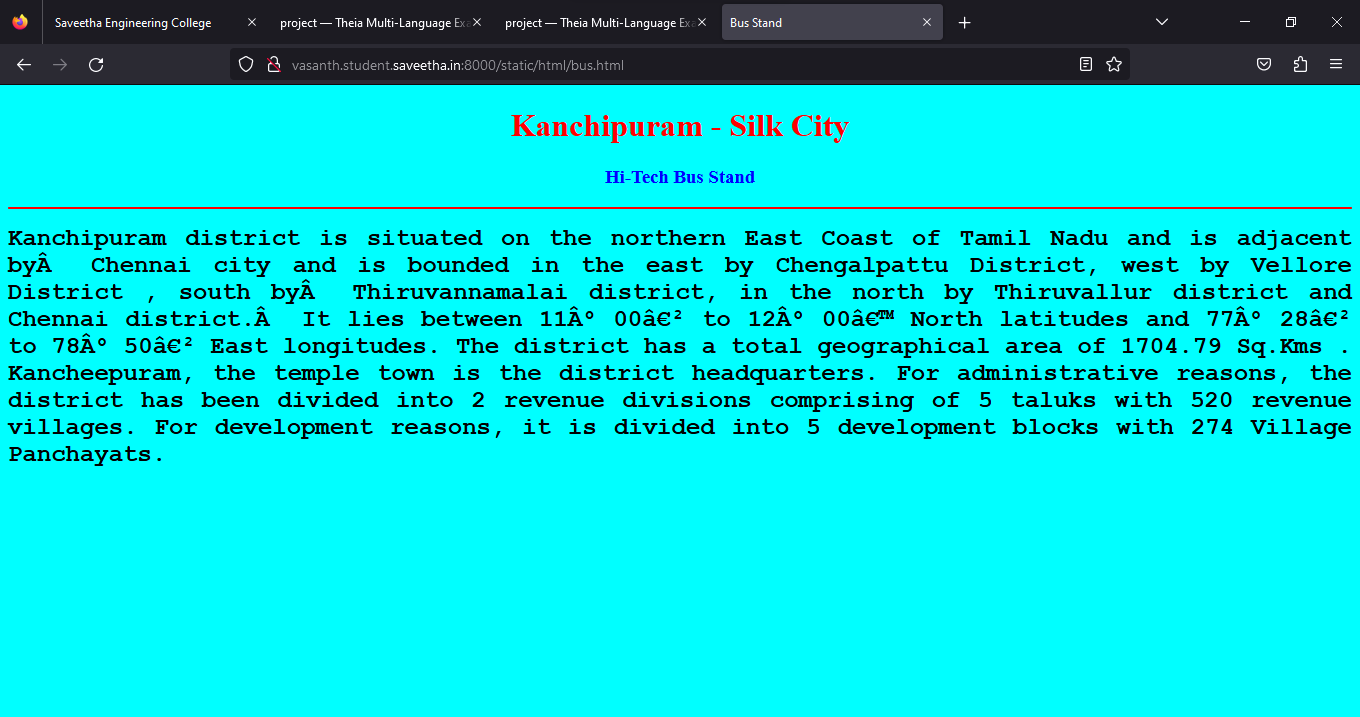 Saveetha Engineering College
project — Theia Multi-Language Exa
project — Theia Multi-Language Exa
Bus Stand
vasanth.student.saveetha.in:8000/static/html/bus.html
Kanchipuram - Silk City
Hi-Tech Bus Stand
Kanchipuram district is situated on the northern East Coast of Tamil Nadu and is adjacent
byÂ Chennai city and is bounded in the east by Chengalpattu District, west by Vellore
District , south byÂ Thiruvannamalai district, in the north by Thiruvallur district and
Chennai district.Â It lies between 11Âº 00â€² to 12Âº 00â€™ North latitudes and 77Âº 28â€²
to 78Âº 50â€² East longitudes. The district has a total geographical area of 1704.79 Sq.Kms .
Kancheepuram, the temple town is the district headquarters. For administrative reasons, the
district has been divided into 2 revenue divisions comprising of 5 taluks with 520 revenue
villages. For development reasons, it is divided into 5 development blocks with 274 Village
Panchayats.